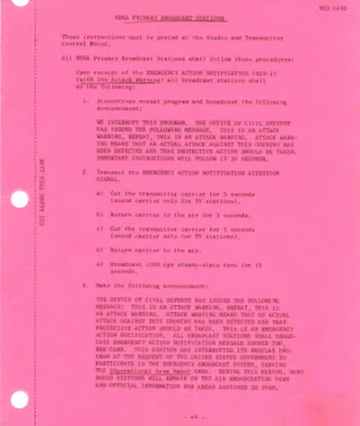 RED CARD
NDEA PRIMARY BROADCAST STATIONS
These instructions must be posted at the Studio and Transmitter
Control Point.
All NDEA Primary Broadcast Stations shall follow these procedures:
Upon receipt of the EMERGENCY ACTION NOTIFICATION (EAN-1)
(with the Attack Warning) all broadcast stations shall
do the following:
1. Discontinue normal program and broadcast the following
announcement:
WE INTERRUPT THIS PROGRAM. THE OFFICE OF CIVIL DEFENSE
HAS ISSUED THE FOLLOWING MESSAGE. THIS IS AN ATTACK
WARNING, REPEAT, THIS IS AN ATTACK WARNING. ATTACK WARN-
ING MEANS THAT AN ACTUAL ATTACK AGAINST THIS COUNTRY HAS
BEEN DETECTED AND THAT PROTECTIVE ACTION SHOULD BE TAKEN.
IMPORTANT INSTRUCTIONS WILL FOLLOW IN 30 SECONDS.
2. Transmit the EMERGENCY ACTION NOTIFICATION ATTENTION
SIGNAL.
a) Cut the transmitter carrier for 5 seconds
(sound carrier only for TV stations).
b) Return carrier to the air for 5 seconds.
c) Cut the transmitter carrier for 5 seconds
(sound carrier only for TV stations).
d) Return carrier to the air.
e) Broadcast 1000 cps steady-state tone for 15
seconds.
3. Make the following announcement:
THE OFFICE OF CIVIL DEFENSE HAS ISSUED THE FOLLOWING
MESSAGE: THIS IS AN ATTACK WARNING, REPEAT, THIS IS
AN ATTACK WARNING. ATTACK WARNING MEANS THAT AN ACTUAL
ATTACK AGAINST THIS COUNTRY HAS BEEN DETECTED AND THAT
PROTECTIVE ACTION SHOULD BE TAKEN. THIS IS AN EMERGENCY
ACTION NOTIFICATION. ALL BROADCAST STATIONS SHALL BROAD-
CAST EMERGENCY ACTION NOTIFICATION MESSAGE NUMBER TWO,
RED CARD. THIS STATION HAS INTERRUPTED ITS REGULAR PRO-
GRAM AT THE REQUEST OF THE UNITED STATES GOVERNMENT TO
PARTICIPATE IN THE EMERGENCY BROADCAST SYSTEM, SERVING
THE (Operational Area Name) AREA. DURING THIS PERIOD, MOST
RADIO STATIONS WILL REMAIN ON THE AIR BROADCASTING NEWS
AND OFFICIAL INFORMATION FOR AREAS ASSIGNED TO THEM.
CUT ALONG THIS LINE